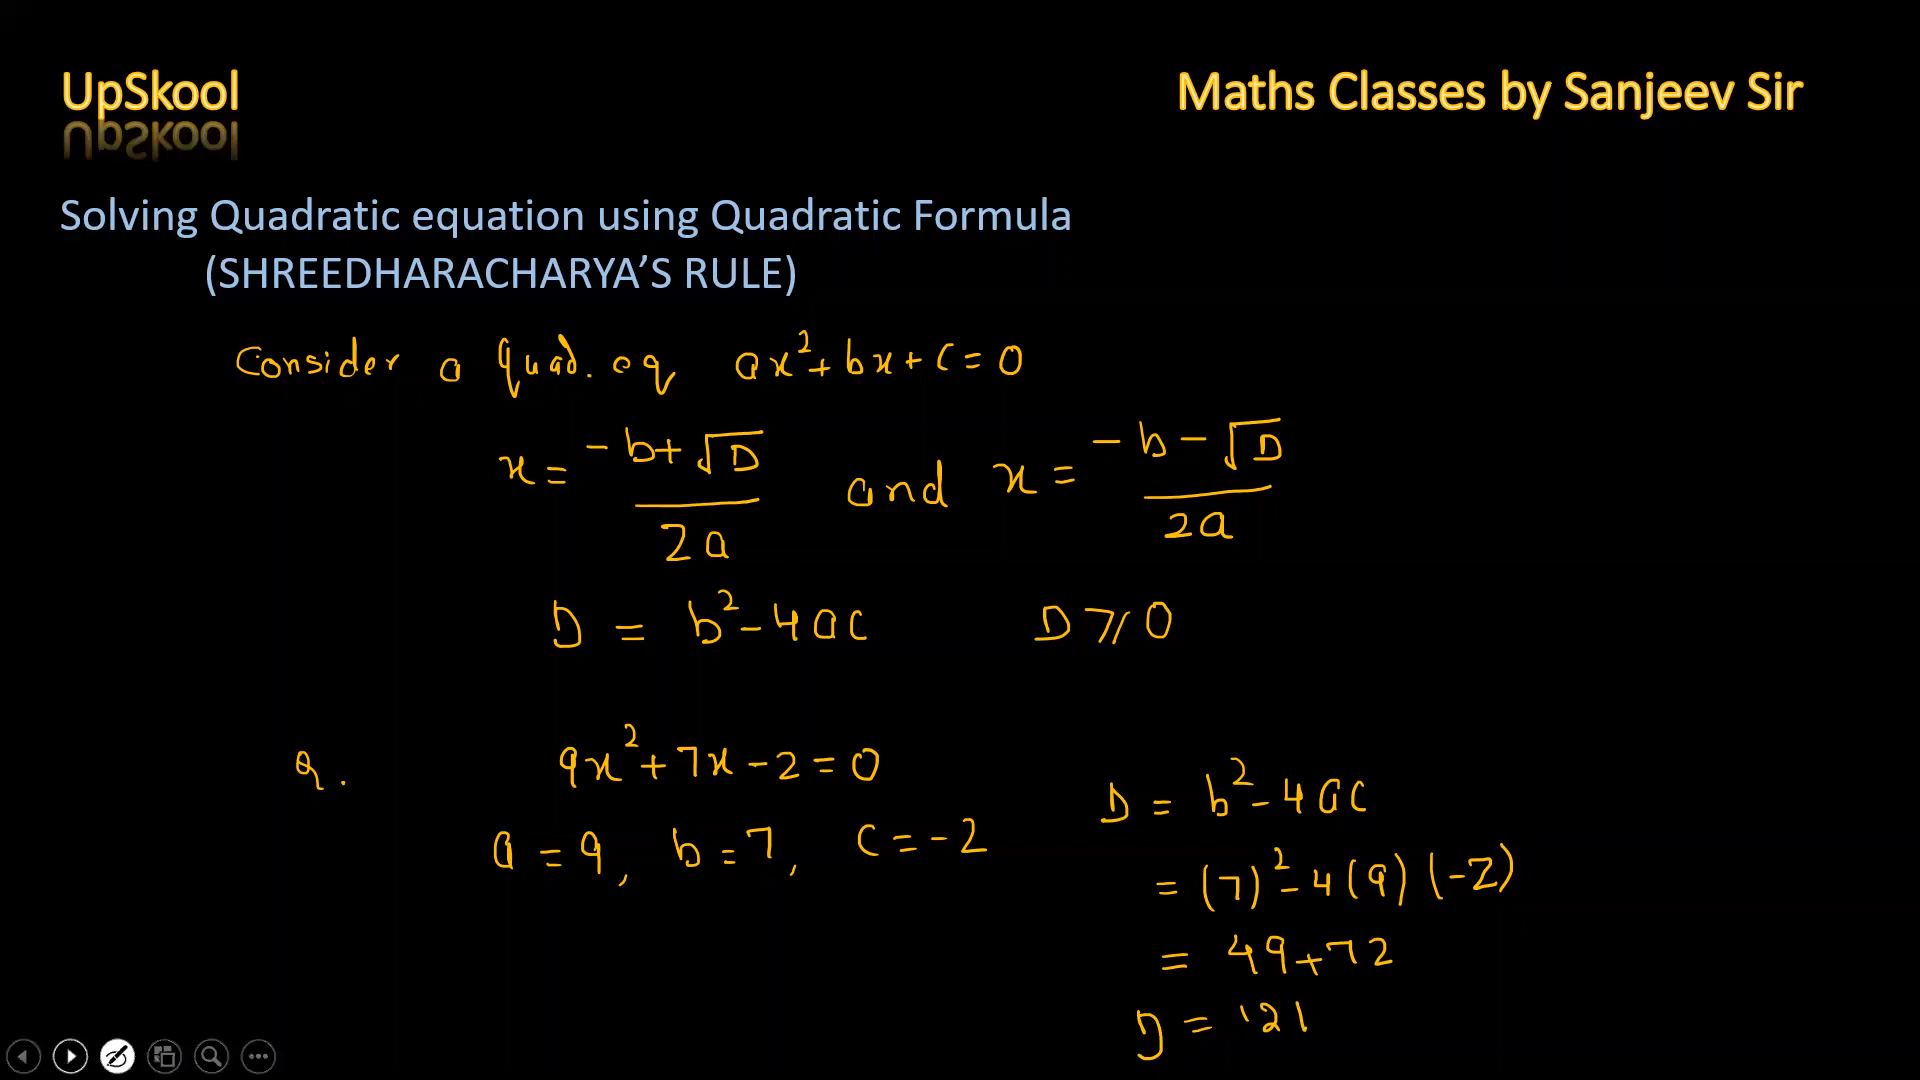 UpSkool
Maths Classes by Sanjeev Sir
Solving Quadratic equation using Quadratic Formula
(SHREEDHARACHARYA’S RULE)
Consider a Quad. eq ax²+bx+c=0
x = (-b+√D)/2a and x = (-b-√D)/2a
D = b²-4ac D ≥ 0
Q. 9x²+7x-2=0
a=9, b=7, c=-2
D = b²-4ac
= (7)²-4(9)(-2)
= 49+72
D = 121